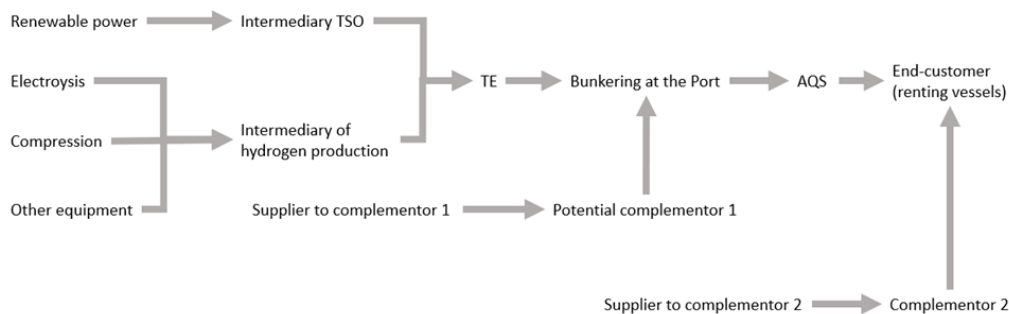 Renewable power
Intermediary TSO
Electroysis
TE
Bunkering at the Port
AQS
End-customer
(renting vessels)
Compression
Intermediary of
hydrogen production
Other equipment
Supplier to complementor 1
Potential complementor 1
Supplier to complementor 2
Complementor 2